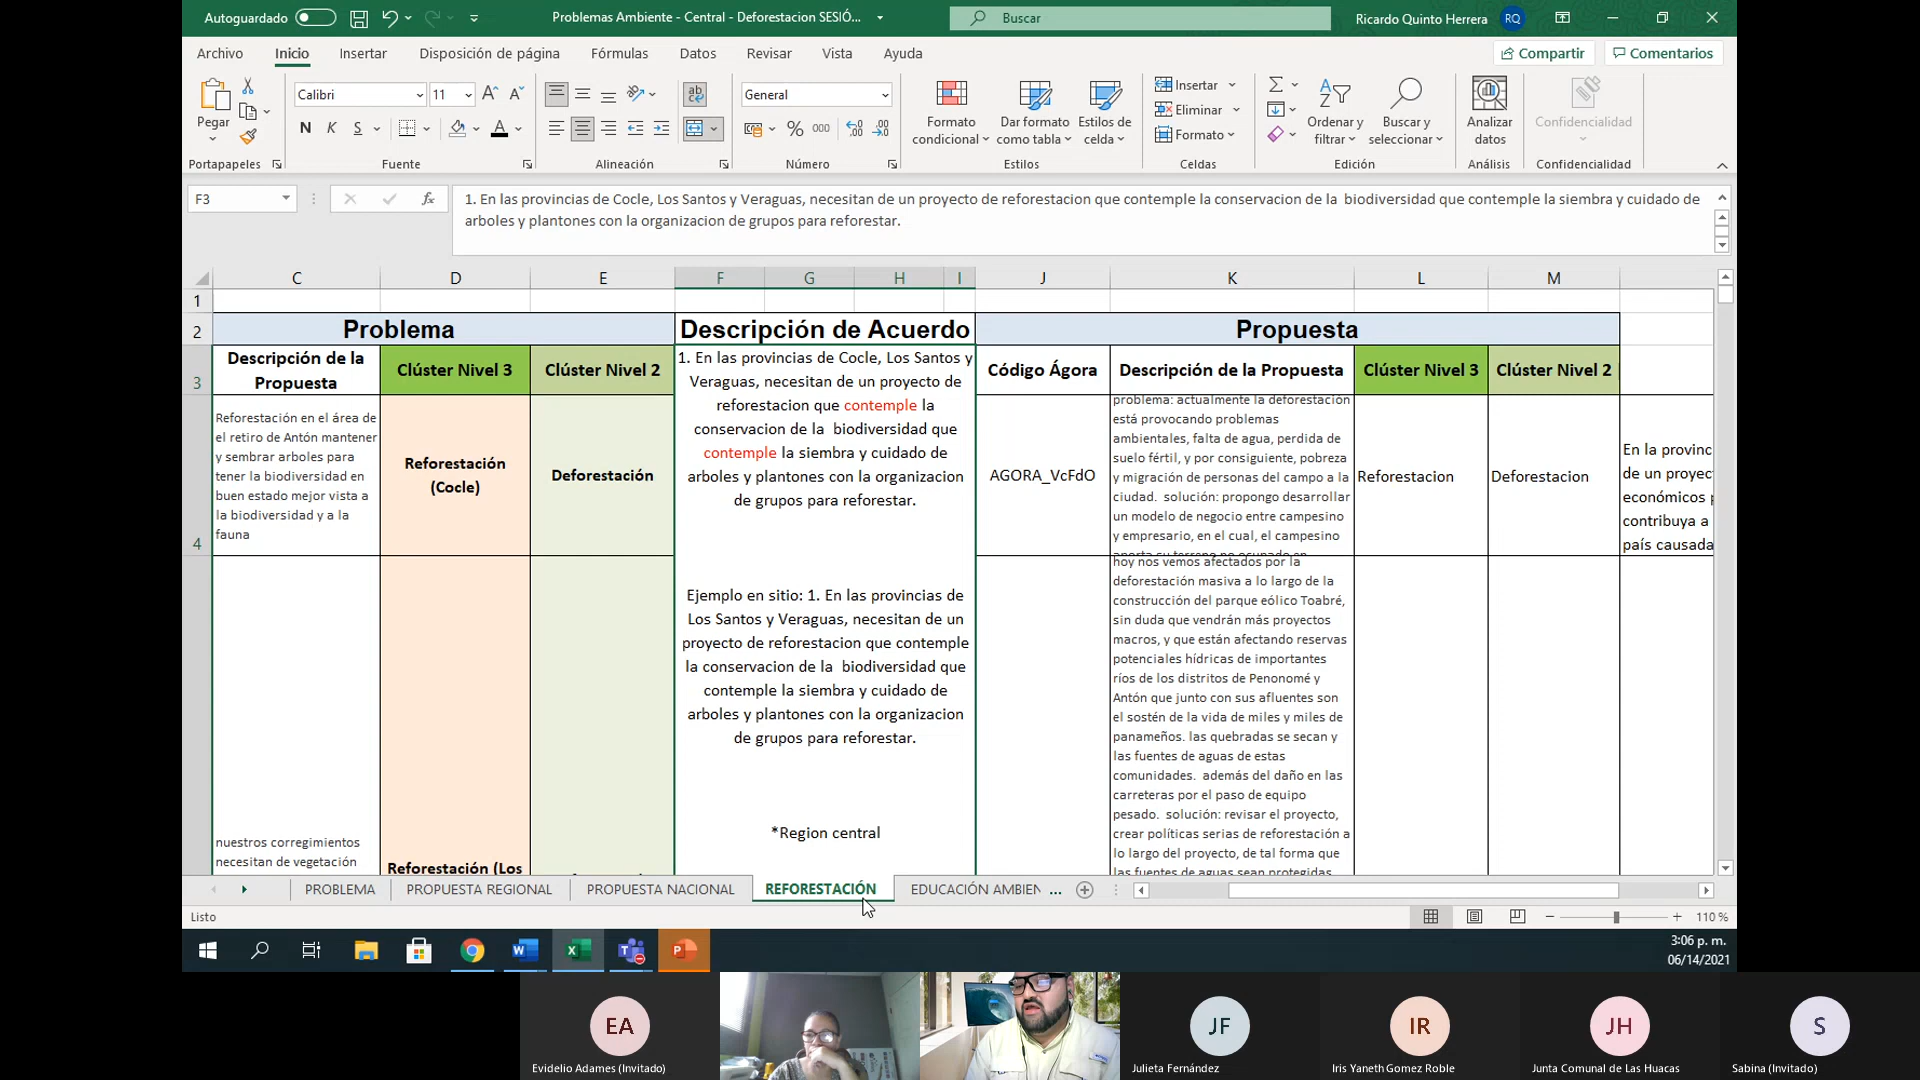 Autoguardado
Problemas Ambiente - Central - Deforestacion SESIÓ...
Buscar
Ricardo Quinto Herrera
RQ
Archivo
Inicio
Insertar
Disposición de página
Fórmulas
Datos
Revisar
Vista
Ayuda
Compartir
Comentarios
Pegar
Portapapeles
Calibri
11
N K S
Fuente
Alineación
General
% 000
Número
Formato condicional
Dar formato como tabla
Estilos de celda
Estilos
Insertar
Eliminar
Formato
Celdas
Ordenar y filtrar
Buscar y seleccionar
Edición
Analizar datos
Análisis
Confidencialidad
Confidencialidad
F3
fx
1. En las provincias de Cocle, Los Santos y Veraguas, necesitan de un proyecto de reforestacion que contemple la conservacion de la  biodiversidad que contemple la siembra y cuidado de
arboles y plantones con la organizacion de grupos para reforestar.
C D E F G H I J K L M
1
2
Problema
Descripción de Acuerdo
Propuesta
3
Descripción de la
Propuesta
Clúster Nivel 3
Clúster Nivel 2
Código Ágora
Descripción de la Propuesta
Clúster Nivel 3
Clúster Nivel 2
4
Reforestación en el área de
el retiro de Antón mantener
y sembrar arboles para
tener la biodiversidad en
buen estado mejor vista a
la biodiversidad y a la
fauna
Reforestación
(Cocle)
Deforestación
1. En las provincias de Cocle, Los Santos y
Veraguas, necesitan de un proyecto de
reforestacion que contemple la
conservacion de la  biodiversidad que
contemple la siembra y cuidado de
arboles y plantones con la organizacion
de grupos para reforestar.
Ejemplo en sitio: 1. En las provincias de
Los Santos y Veraguas, necesitan de un
proyecto de reforestacion que contemple
la conservacion de la  biodiversidad que
contemple la siembra y cuidado de
arboles y plantones con la organizacion
de grupos para reforestar.
*Region central
AGORA_VcFdO
problema: actualmente la deforestación
está provocando problemas
ambientales, falta de agua, perdida de
suelo fértil, y por consiguiente, pobreza
y migración de personas del campo a la
ciudad.  solución: propongo desarrollar
un modelo de negocio entre campesino
y empresario, en el cual, el campesino
aporta su terreno no ocupado en
Reforestacion
Deforestacion
En la provinc
de un proyec
económicos p
contribuya a
país causada
nuestros corregimientos
necesitan de vegetación
Reforestación (Los
hoy nos vemos afectados por la
deforestación masiva a lo largo de la
construcción del parque eólico Toabré,
sin duda que vendrán más proyectos
macros, y que están afectando reservas
potenciales hídricas de importantes
ríos de los distritos de Penonomé y
Antón que junto con sus afluentes son
el sostén de la vida de miles y miles de
panameños. las quebradas se secan y
las fuentes de aguas de estas
comunidades.  además del daño en las
carreteras por el paso de equipo
pesado.  solución: revisar el proyecto,
crear políticas serias de reforestación a
lo largo del proyecto, de tal forma que
las fuentes de aguas sean protegidas
PROBLEMA
PROPUESTA REGIONAL
PROPUESTA NACIONAL
REFORESTACIÓN
EDUCACIÓN AMBIEN ...
Listo
110 %
3:06 p. m.
06/14/2021
EA
Evidelio Adames (Invitado)
JF
Julieta Fernández
IR
Iris Yaneth Gomez Roble
JH
Junta Comunal de Las Huacas
S
Sabina (Invitado)